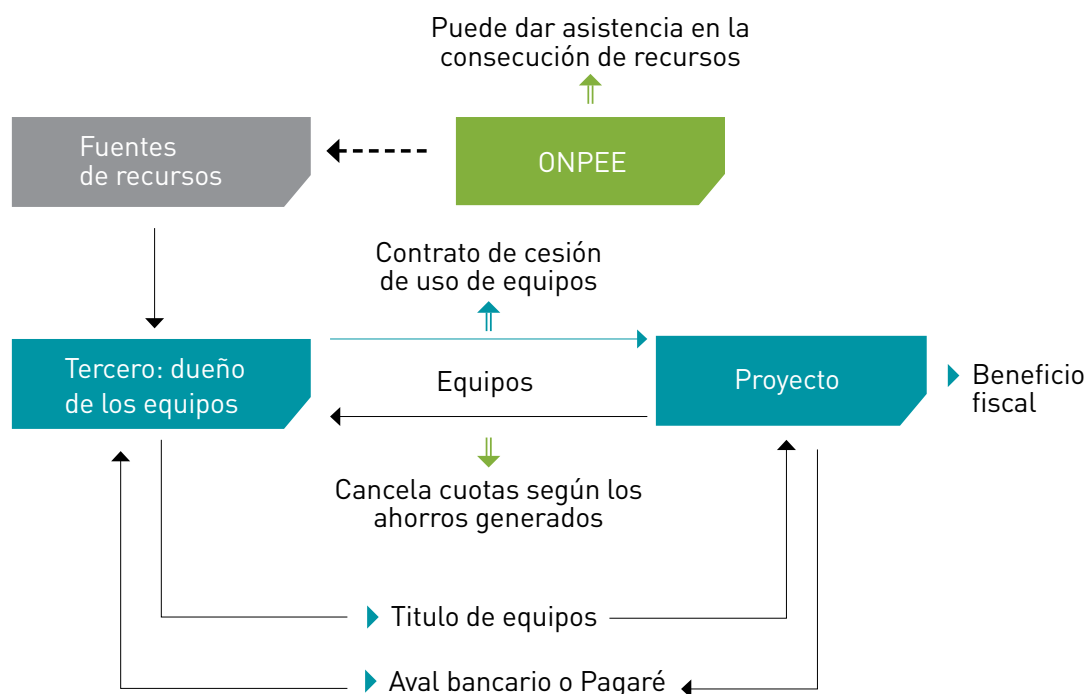 Puede dar asistencia en la
consecución de recursos
Fuentes
de recursos
ONPEE
Contrato de cesión
de uso de equipos
Tercero: dueño
de los equipos
Equipos
Proyecto
Beneficio
fiscal
Cancela cuotas según los
ahorros generados
Titulo de equipos
Aval bancario o Pagaré